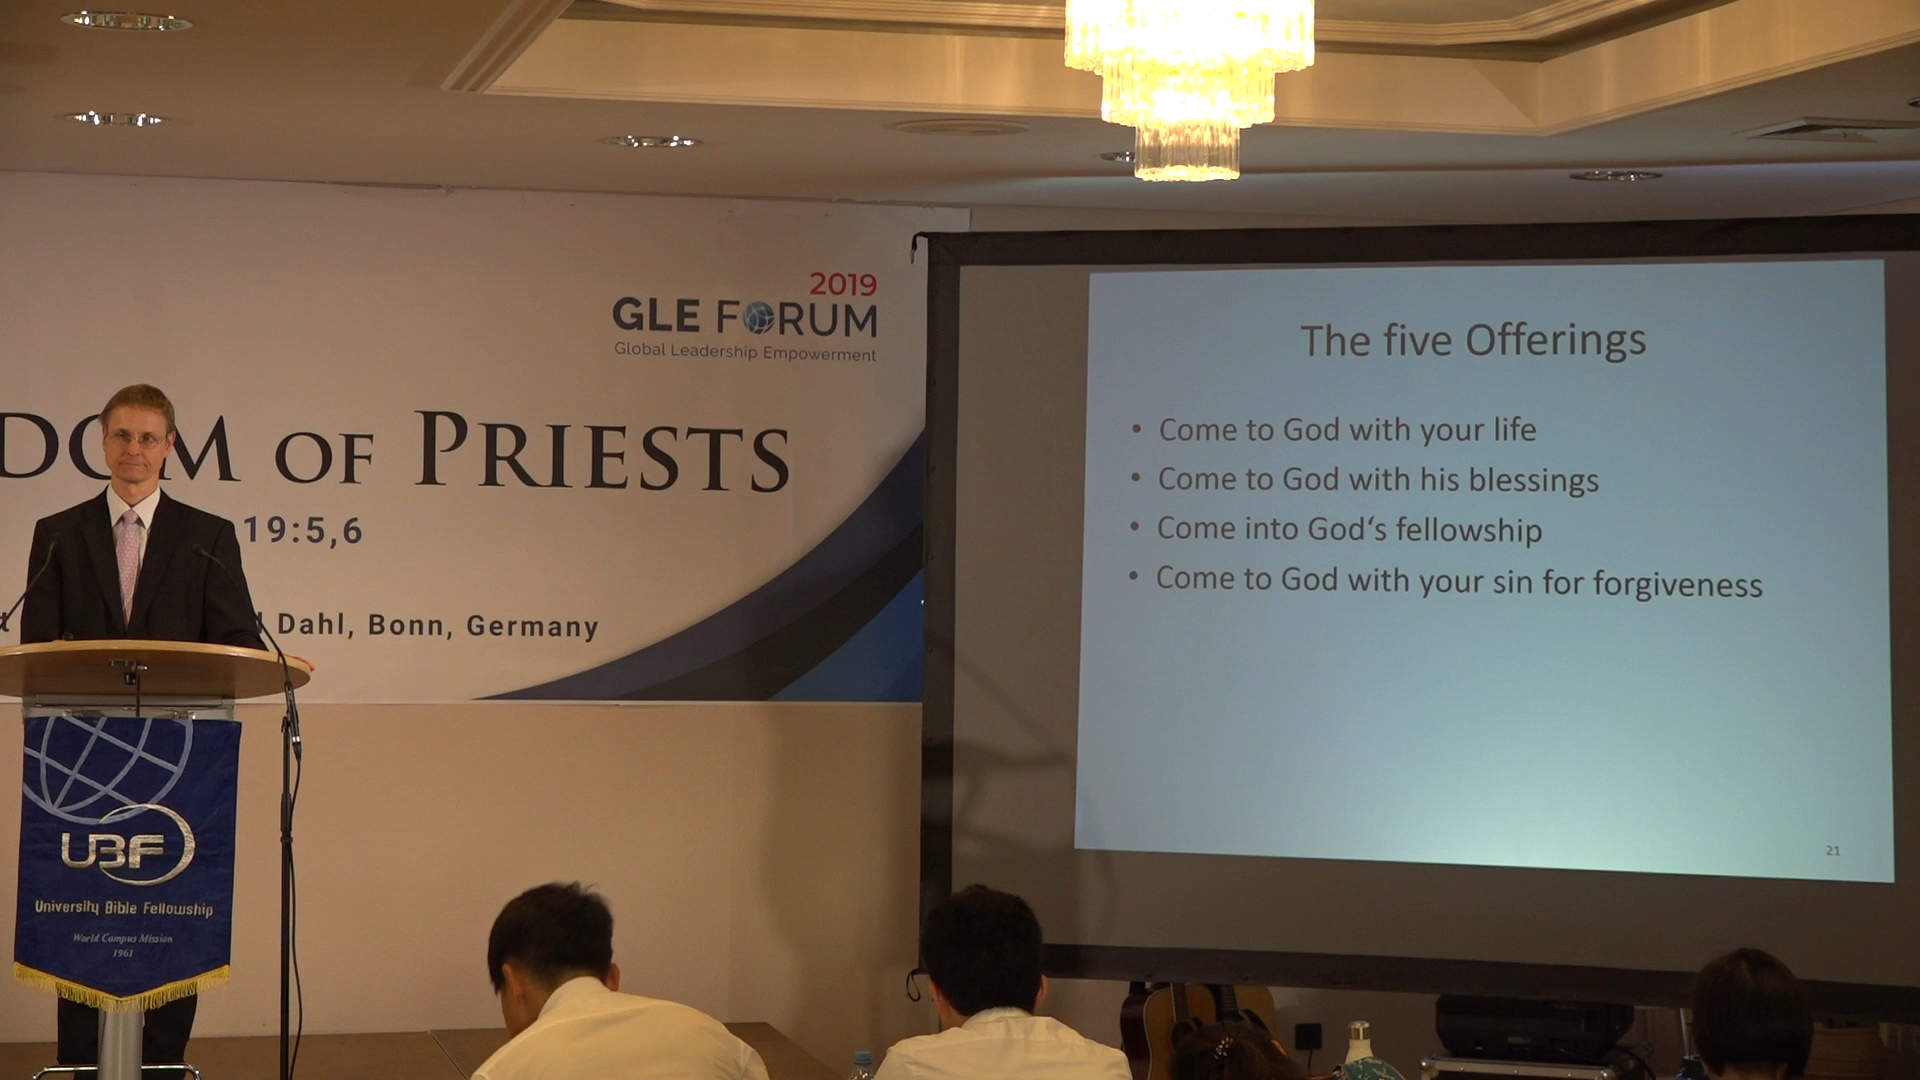 2019
GLE FORUM
Global Leadership Empowerment
OF PRIESTS
19:5,6
Dahl, Bonn, Germany
UBF
University Bible Fellowship
World Campus Mission
1961
The five Offerings
• Come to God with your life
• Come to God with his blessings
• Come into God‘s fellowship
• Come to God with your sin for forgiveness
21